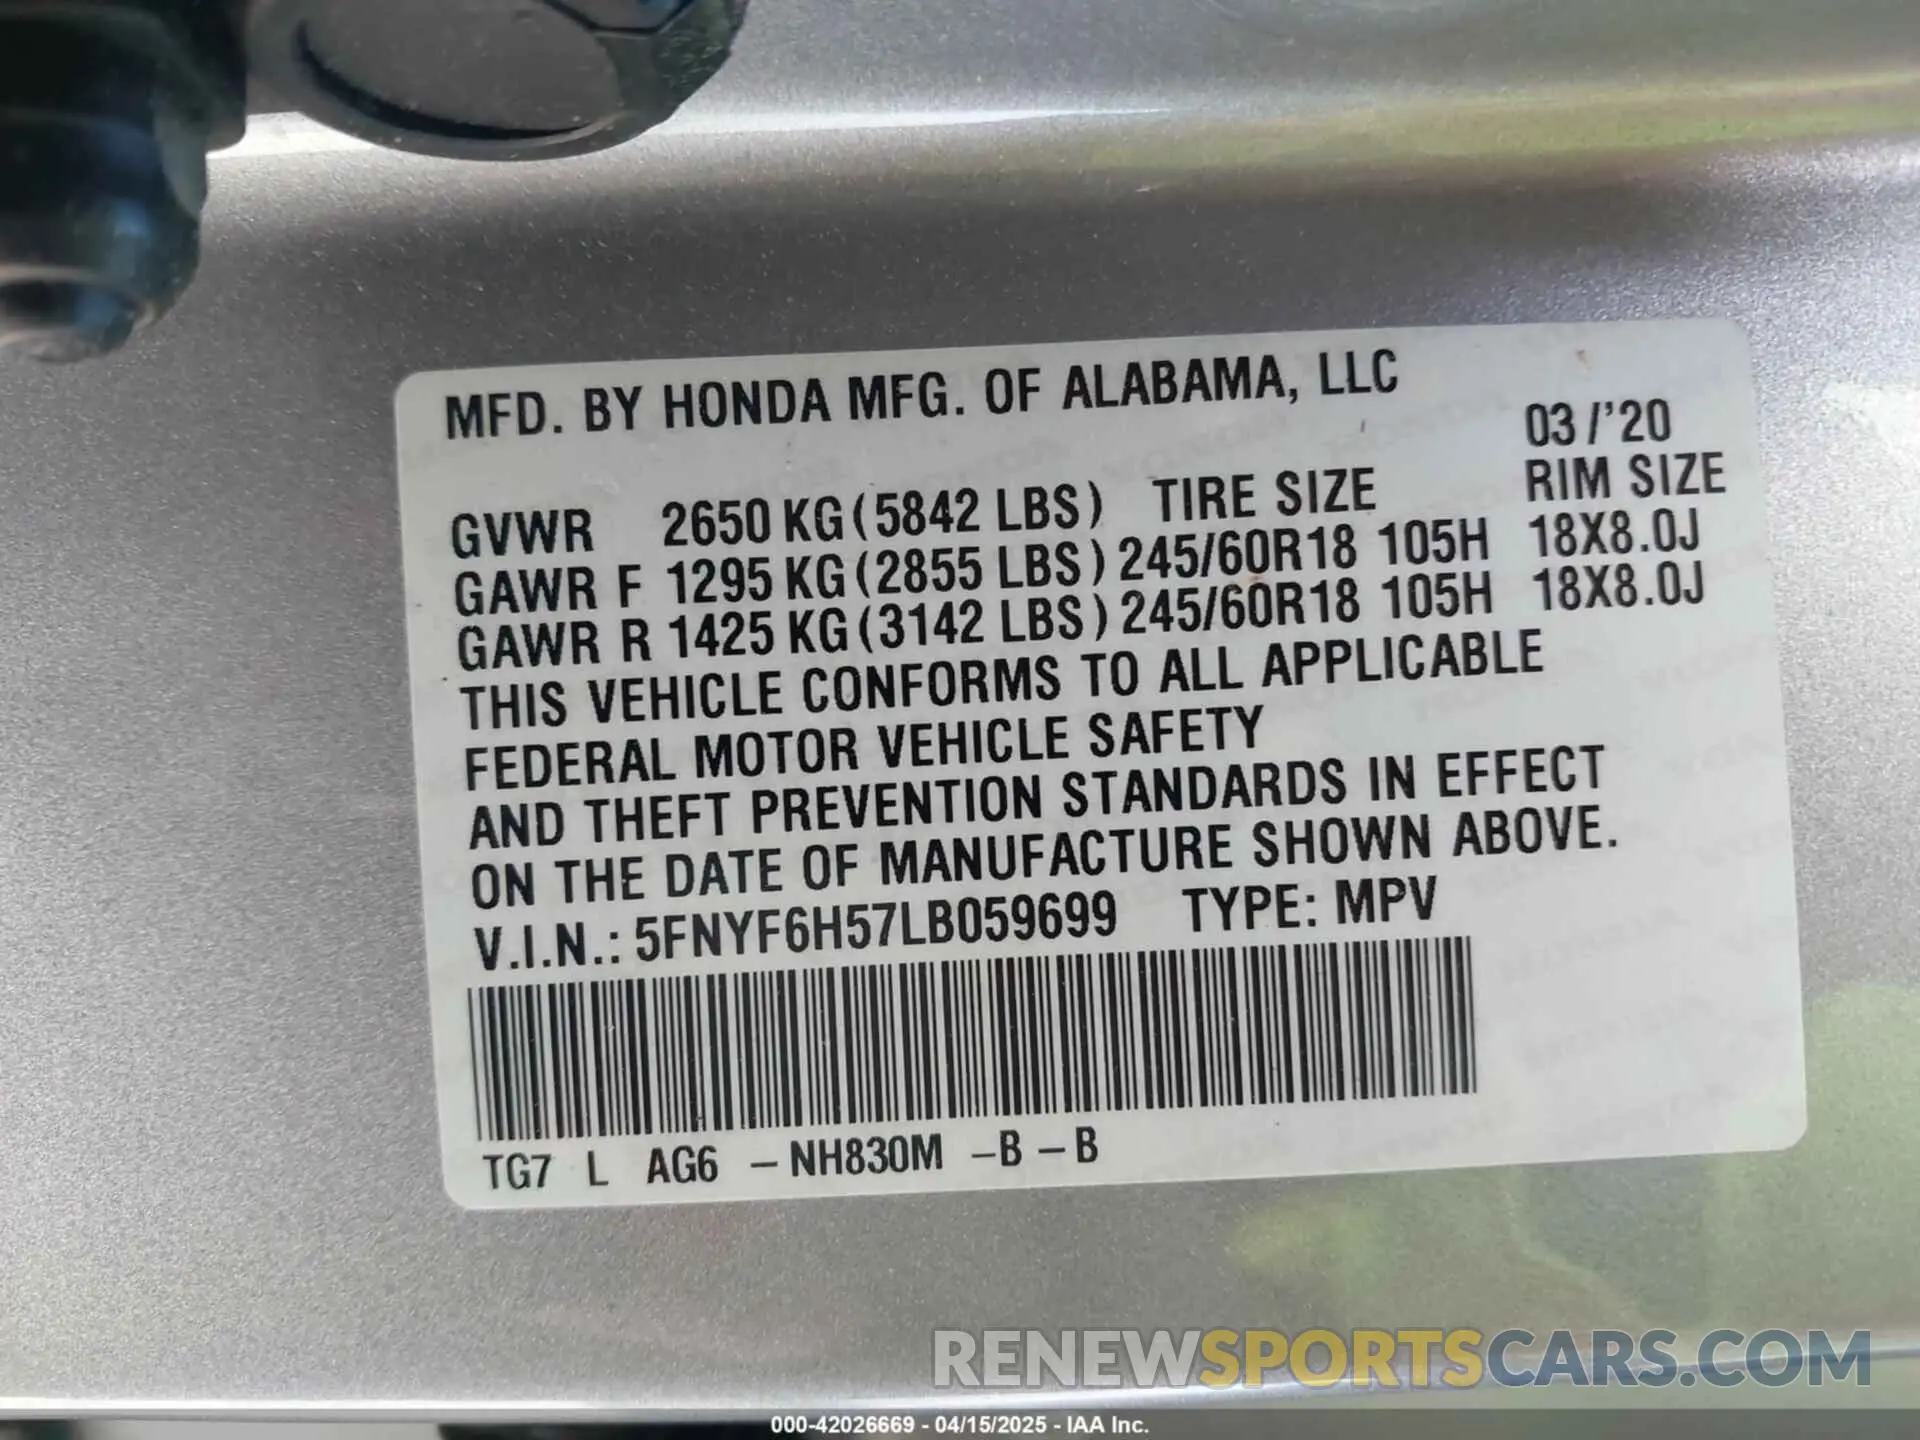 MFD. BY HONDA MFG. OF ALABAMA, LLC
03/'20
GVWR 2650 KG (5842 LBS) TIRE SIZE RIM SIZE
GAWR F 1295 KG (2855 LBS) 245/60R18 105H 18X8.0J
GAWR R 1425 KG (3142 LBS) 245/60R18 105H 18X8.0J
THIS VEHICLE CONFORMS TO ALL APPLICABLE
FEDERAL MOTOR VEHICLE SAFETY
AND THEFT PREVENTION STANDARDS IN EFFECT
ON THE DATE OF MANUFACTURE SHOWN ABOVE.
V.I.N.: 5FNYF6H57LB059699 TYPE: MPV
TG7 L AG6 –NH830M –B –B
RENEWSPORTSCARS.COM
000-42026669 - 04/15/2025 - IAA Inc.